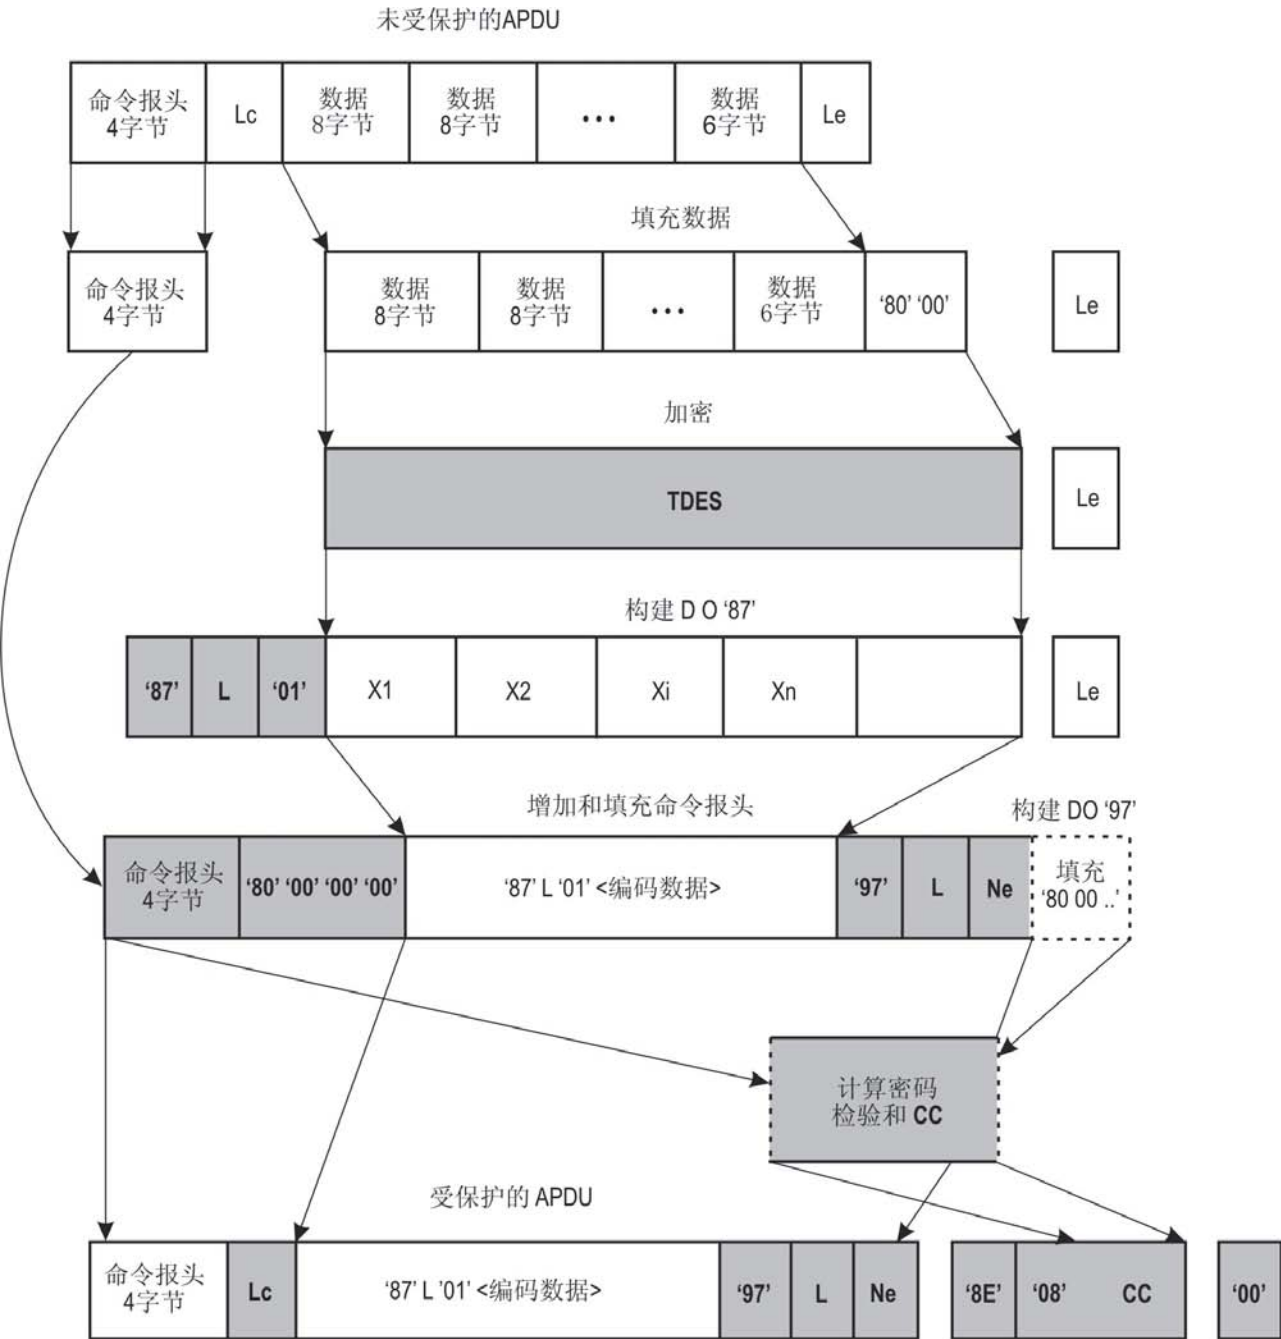 未受保护的APDU
命令报头
4字节
Lc
数据
8字节
数据
8字节
•••
数据
6字节
Le
填充数据
命令报头
4字节
数据
8字节
数据
8字节
•••
数据
6字节
‘80’ ‘00’
Le
加密
TDES
Le
构建 D O ‘87’
‘87’
L
‘01’
X1
X2
Xi
Xn
Le
增加和填充命令报头
构建 DO ‘97’
命令报头
4字节
‘80’ ‘00’ ‘00’ ‘00’
‘87’ L ‘01’ <编码数据>
‘97’
L
Ne
填充
‘80 00 ..’
计算密码
检验和 CC
受保护的 APDU
命令报头
4字节
Lc
‘87’ L ’01’ <编码数据>
‘97’
L
Ne
‘8E’
‘08’
CC
‘00’